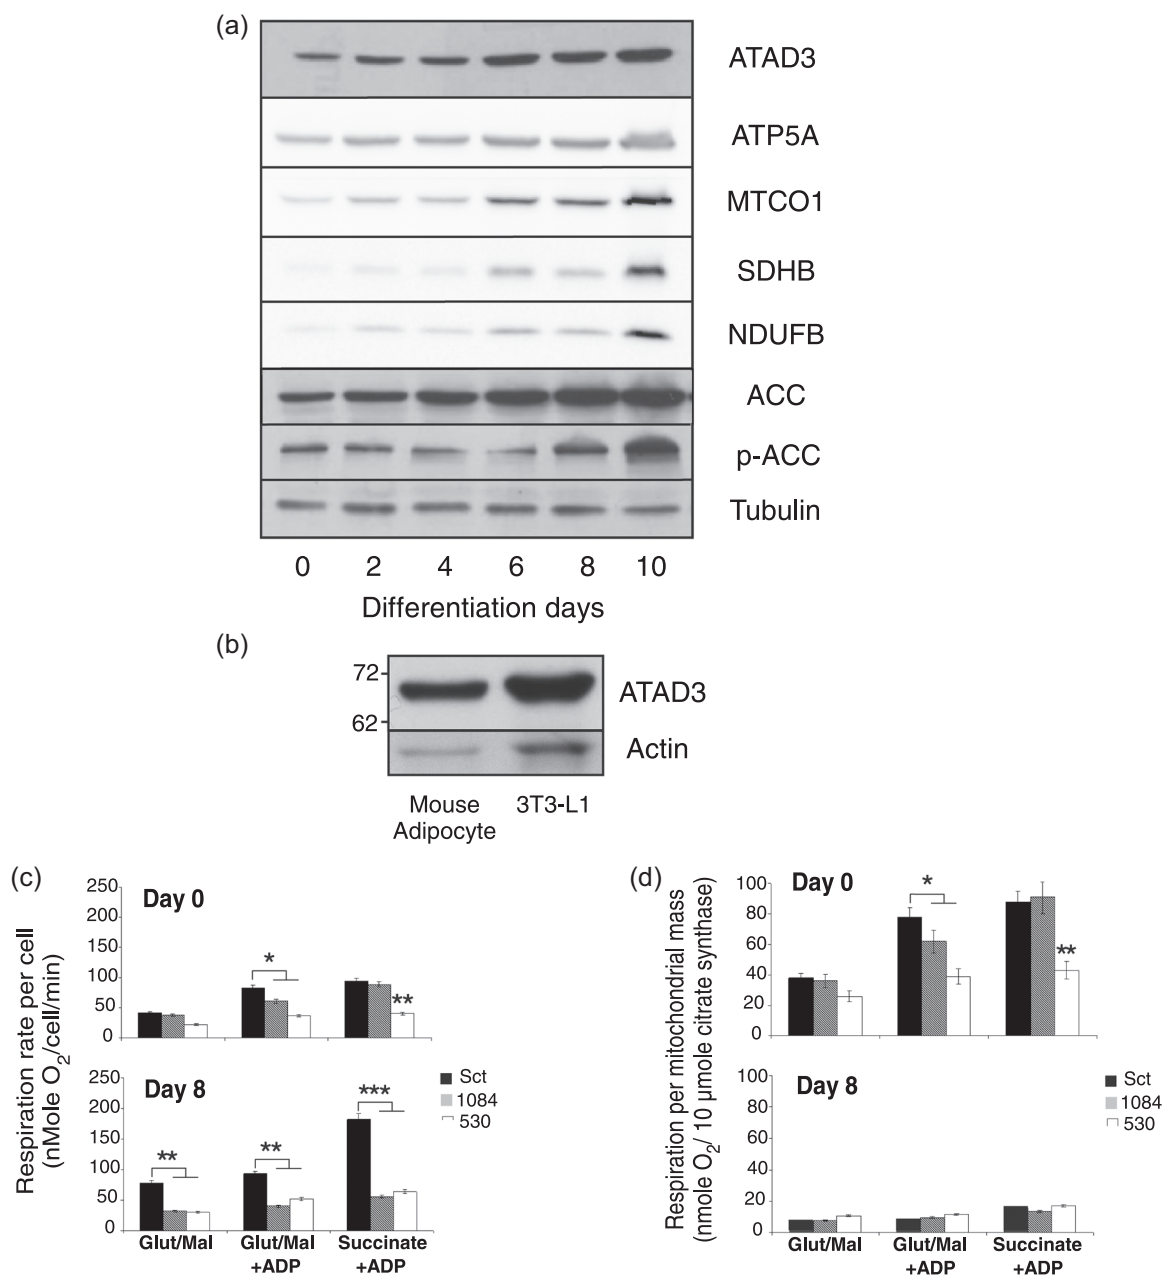 (a)
ATAD3
ATP5A
MTCO1
SDHB
NDUFB
ACC
p-ACC
Tubulin
0 2 4 6 8 10
Differentiation days
(b)
72
ATAD3
62
Actin
Mouse Adipocyte
3T3-L1
(c)
Respiration rate per cell
(nMole O2/cell/min)
Day 0
250
200
150
100
50
0
*
**
Day 8
250
200
150
100
50
0
**
**
***
Sct
1084
530
Glut/Mal
Glut/Mal +ADP
Succinate +ADP
(d)
Respiration per mitochondrial mass
(nmole O2/ 10 µmole citrate synthase)
Day 0
100
80
60
40
20
0
*
**
Day 8
100
80
60
40
20
0
Sct
1084
530
Glut/Mal
Glut/Mal +ADP
Succinate +ADP